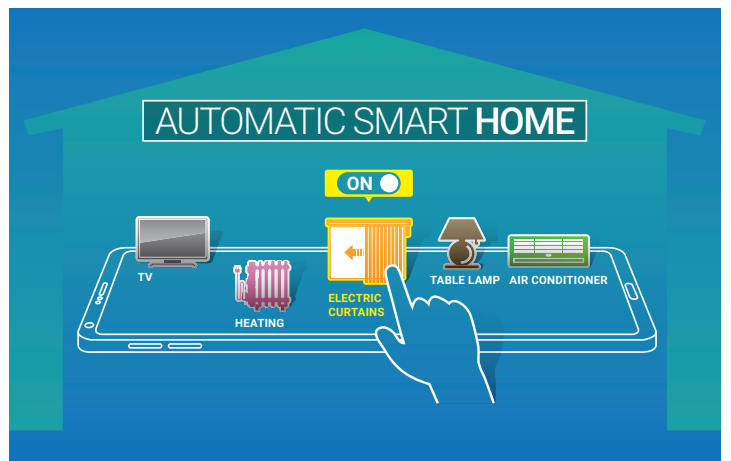 AUTOMATIC SMART HOME
ON
TV
HEATING
ELECTRIC
CURTAINS
TABLE LAMP
AIR CONDITIONER